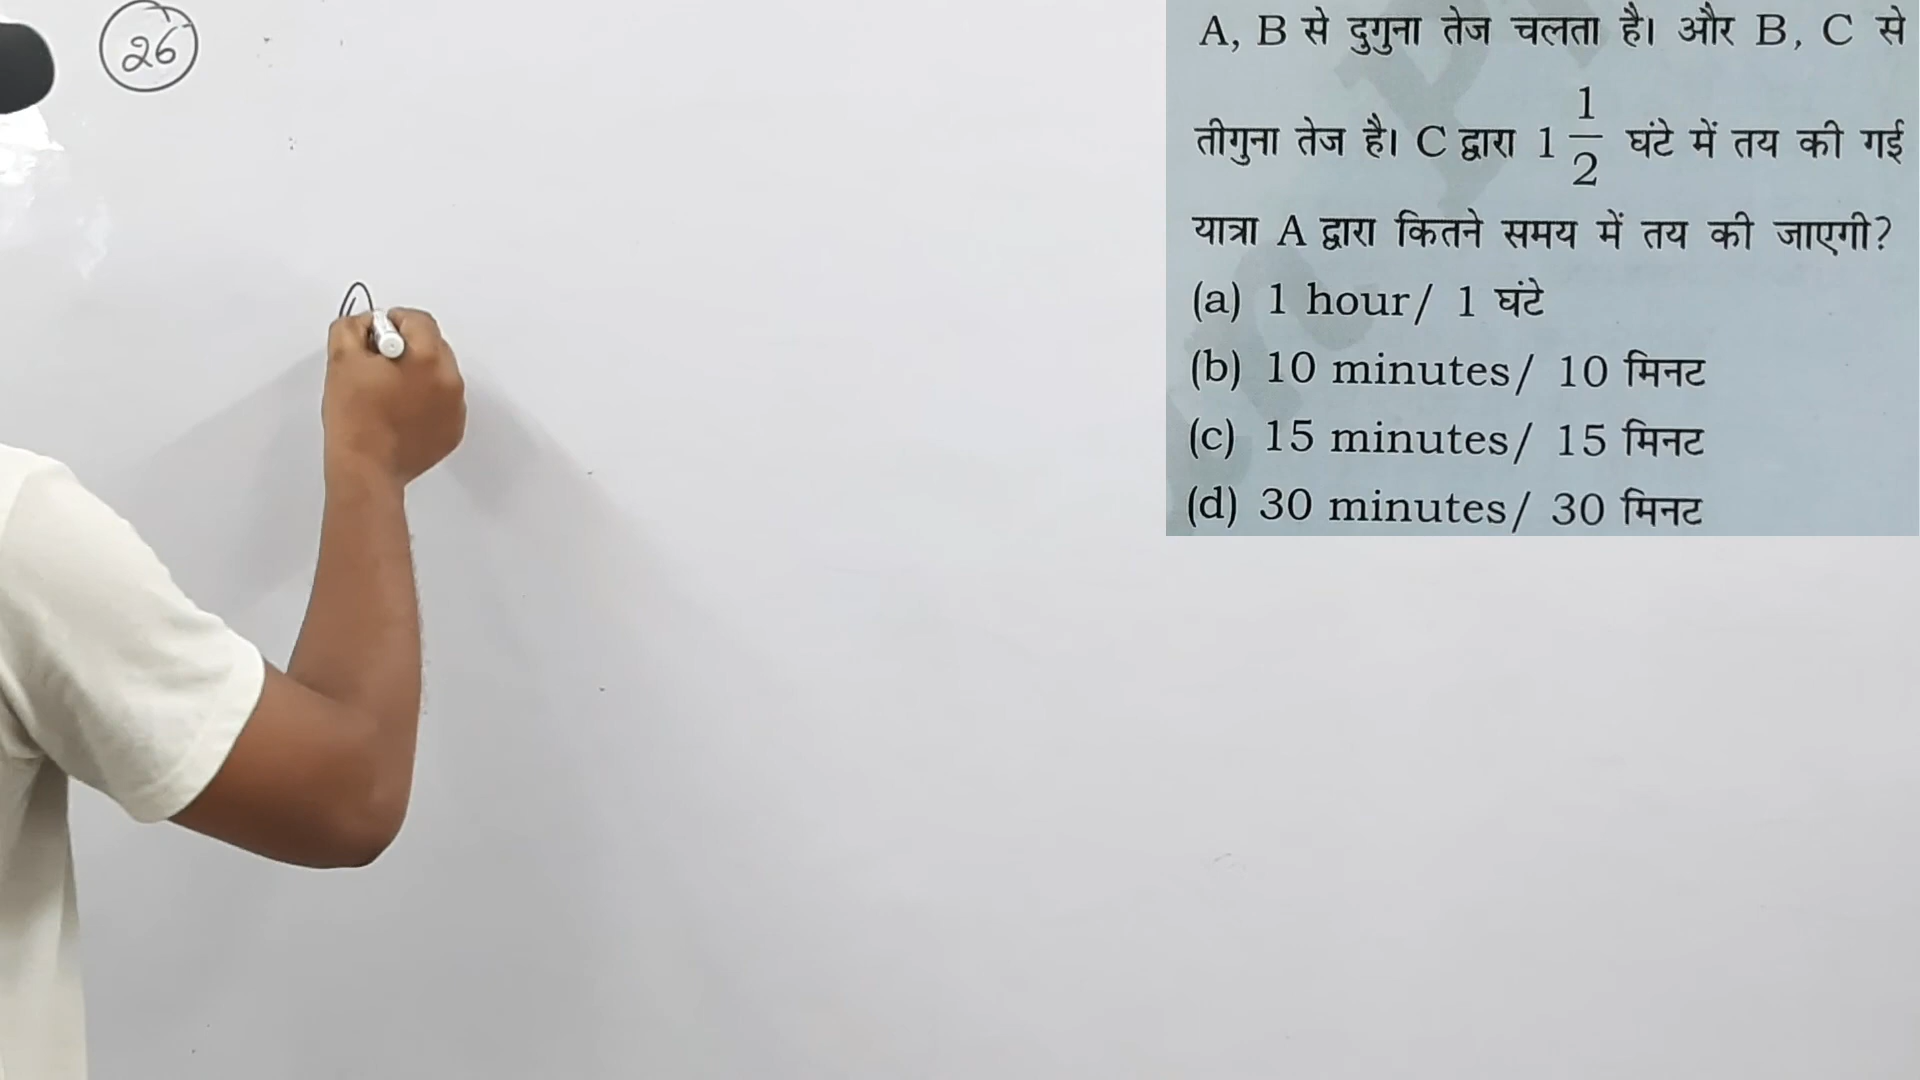 26
A, B से दुगुना तेज चलता है। और B, C से
तीगुना तेज है। C द्वारा 1 1/2 घंटे में तय की गई
यात्रा A द्वारा कितने समय में तय की जाएगी?
(a) 1 hour/ 1 घंटे
(b) 10 minutes/ 10 मिनट
(c) 15 minutes/ 15 मिनट
(d) 30 minutes/ 30 मिनट